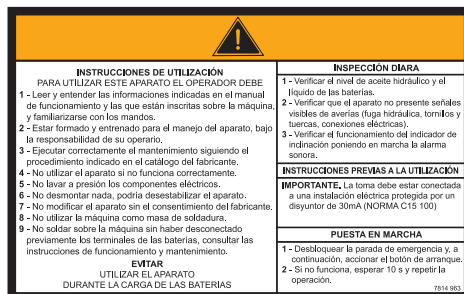 INSTRUCCIONES DE UTILIZACIÓN
PARA UTILIZAR ESTE APARATO EL OPERADOR DEBE
1 - Leer y entender las informaciones indicadas en el manual
de funcionamiento y las que están inscritas sobre la máquina,
y familiarizarse con los mandos.
2 - Estar formado y entrenado para el manejo del aparato, bajo
la responsabilidad de su operario.
3 - Ejecutar correctamente el mantenimiento siguiendo el
procedimiento indicado en el catálogo del fabricante.
4 - No utilizar el aparato si no funciona correctamente.
5 - No lavar a présión los componentes eléctricos.
6 - No desmontar nada, podría desestabilizar el aparato.
7 - No modificar el aparato sin el consentimiento del fabricante.
8 - No utilizar la máquina como masa de soldadura.
9 - No soldar sobre la máquina sin haber desconectado
previamente los terminales de las baterías, consultar las
instrucciones de funcionamiento y mantenimiento.
EVITAR
UTILIZAR EL APARATO
DURANTE LA CARGA DE LAS BATERÍAS
INSPECCIÓN DÍARA
1 - Verificar el nivel de aceite hidráulico y el
líquido de las baterías.
2 - Verificar que el aparato no presente señales
visibles de averías (fuga hidráulica, tornillos y
tuercas, conexiones eléctricas).
3 - Verificar el funcionamiento del indicador de
inclinación poniendo en marcha la alarma
sonora.
INSTRUCCIONES PREVIAS A LA UTILIZACIÓN
IMPORTANTE. La toma debe estar conectada
a una instalación eléctrica protegida por un
disyuntor de 30mA (NORMA C15 100)
PUESTA EN MARCHA
1 - Desbloquer la parada de emergencia y, a
continuación, accionar el botón de arranque.
2 - Si no funciona, esperar 10 s y repetir la
operación.
7814 963